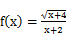 f(x) = √(x+4) / (x+2)